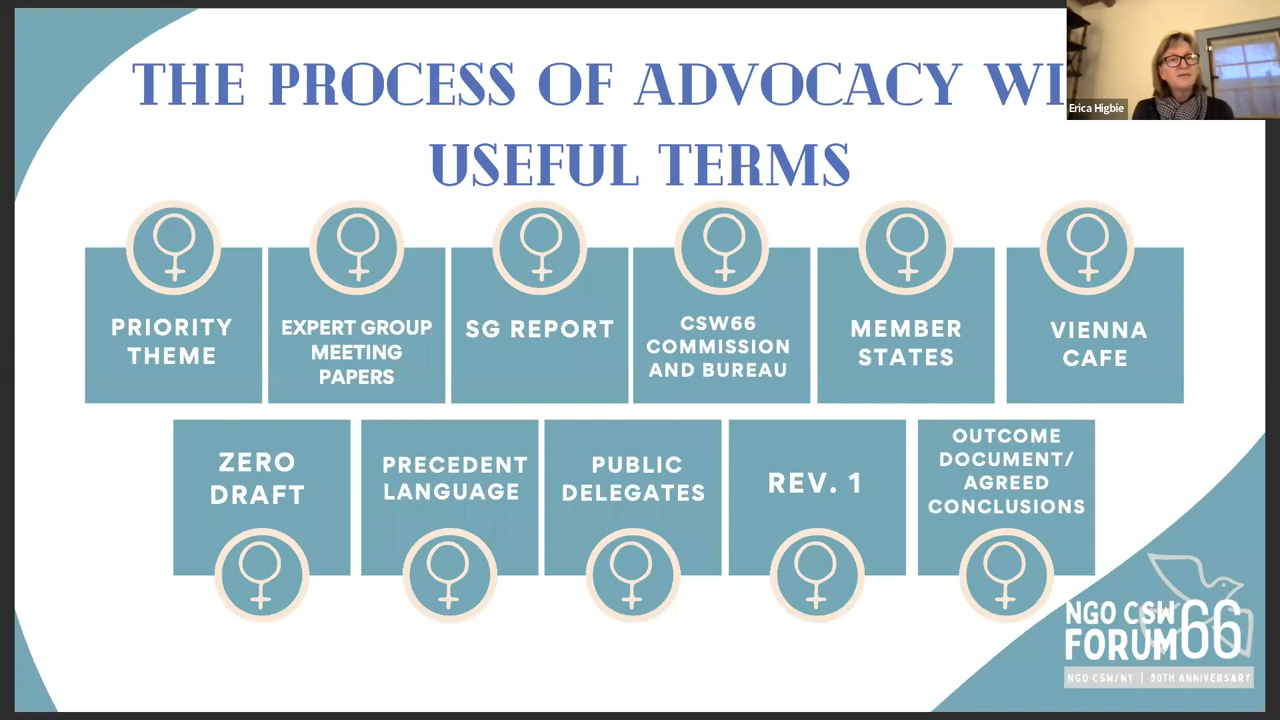 THE PROCESS OF ADVOCACY WI
USEFUL TERMS
Erica Higbie
PRIORITY
THEME
EXPERT GROUP
MEETING
PAPERS
SG REPORT
CSW66
COMMISSION
AND BUREAU
MEMBER
STATES
VIENNA
CAFE
ZERO
DRAFT
PRECEDENT
LANGUAGE
PUBLIC
DELEGATES
REV. 1
OUTCOME
DOCUMENT/
AGREED
CONCLUSIONS
NGO CSW
FORUM66
NGO CSW/NY | 50TH ANNIVERSARY